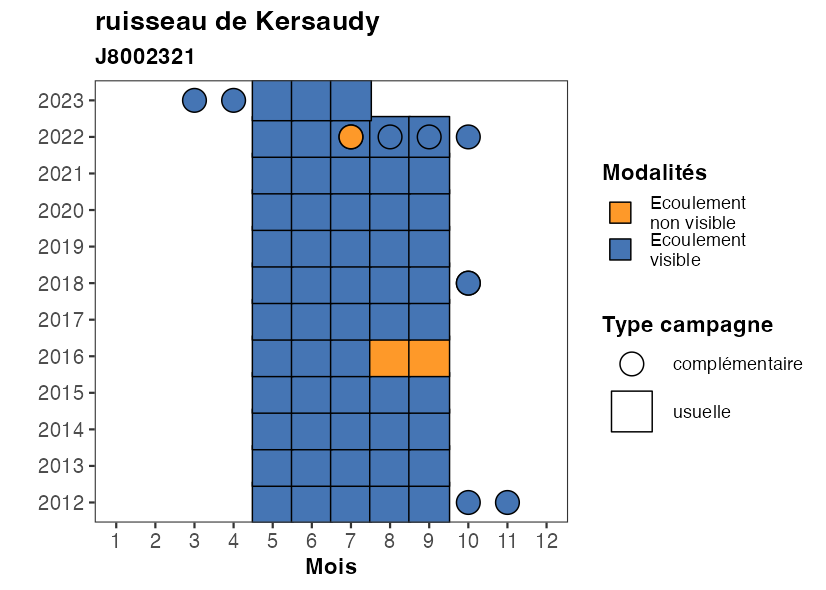 ruisseau de Kersaudy
J8002321
2023
2022
2021
2020
2019
2018
2017
2016
2015
2014
2013
2012
1 2 3 4 5 6 7 8 9 10 11 12
Mois
Modalités
Ecoulement
non visible
Ecoulement
visible
Type campagne
complémentaire
usuelle